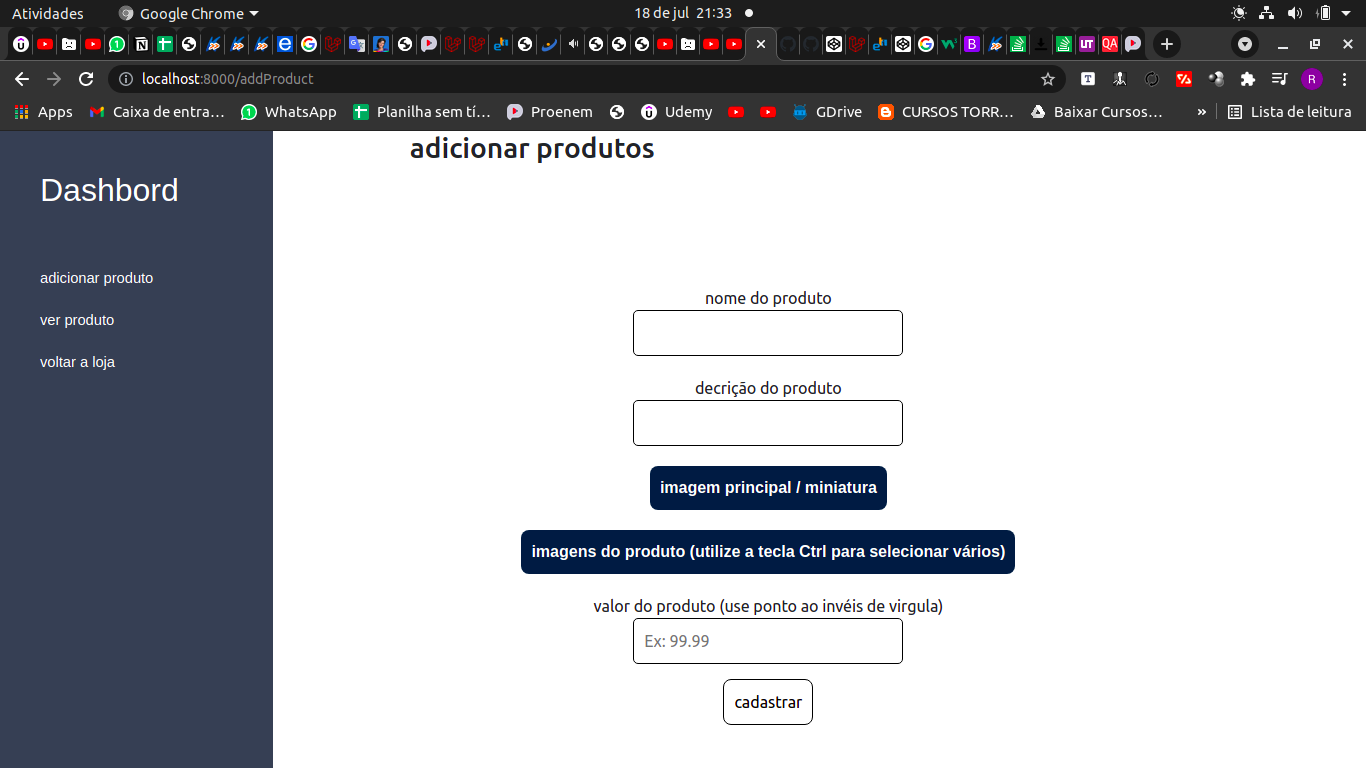 Atividades Google Chrome 18 de jul 21:33
localhost:8000/addProduct R
Apps Caixa de entra… WhatsApp Planilha sem tí… Proenem Udemy GDrive CURSOS TORR… Baixar Cursos… » Lista de leitura
adicionar produtos
Dashbord
adicionar produto
ver produto
voltar a loja
nome do produto
decrição do produto
imagem principal / miniatura
imagens do produto (utilize a tecla Ctrl para selecionar vários)
valor do produto (use ponto ao invéis de virgula)
Ex: 99.99
cadastrar